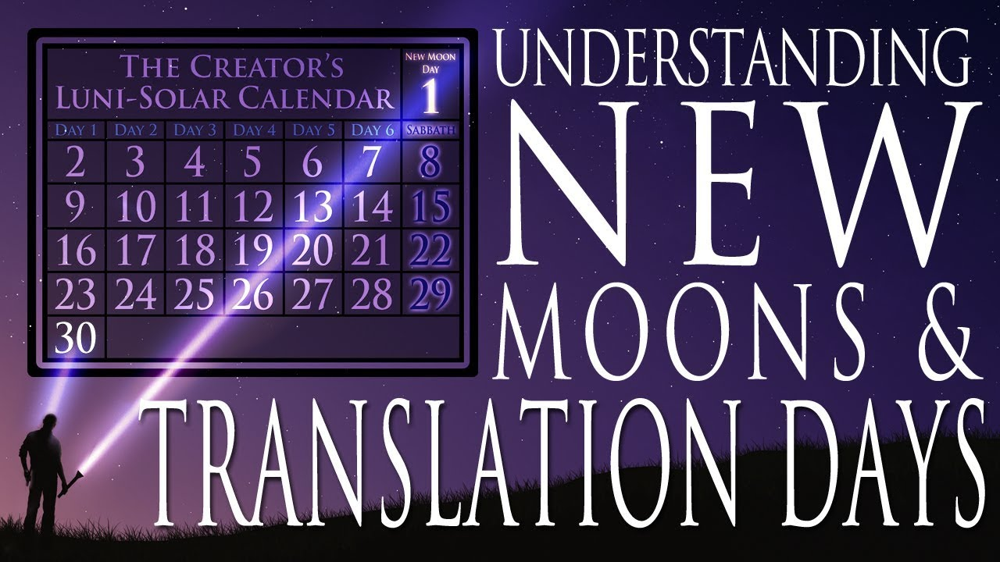 The Creator's
Luni-Solar Calendar
New Moon
Day
1
Day 1 Day 2 Day 3 Day 4 Day 5 Day 6 Sabbath
2 3 4 5 6 7 8
9 10 11 12 13 14 15
16 17 18 19 20 21 22
23 24 25 26 27 28 29
30
UNDERSTANDING
NEW
MOONS &
TRANSLATION DAYS